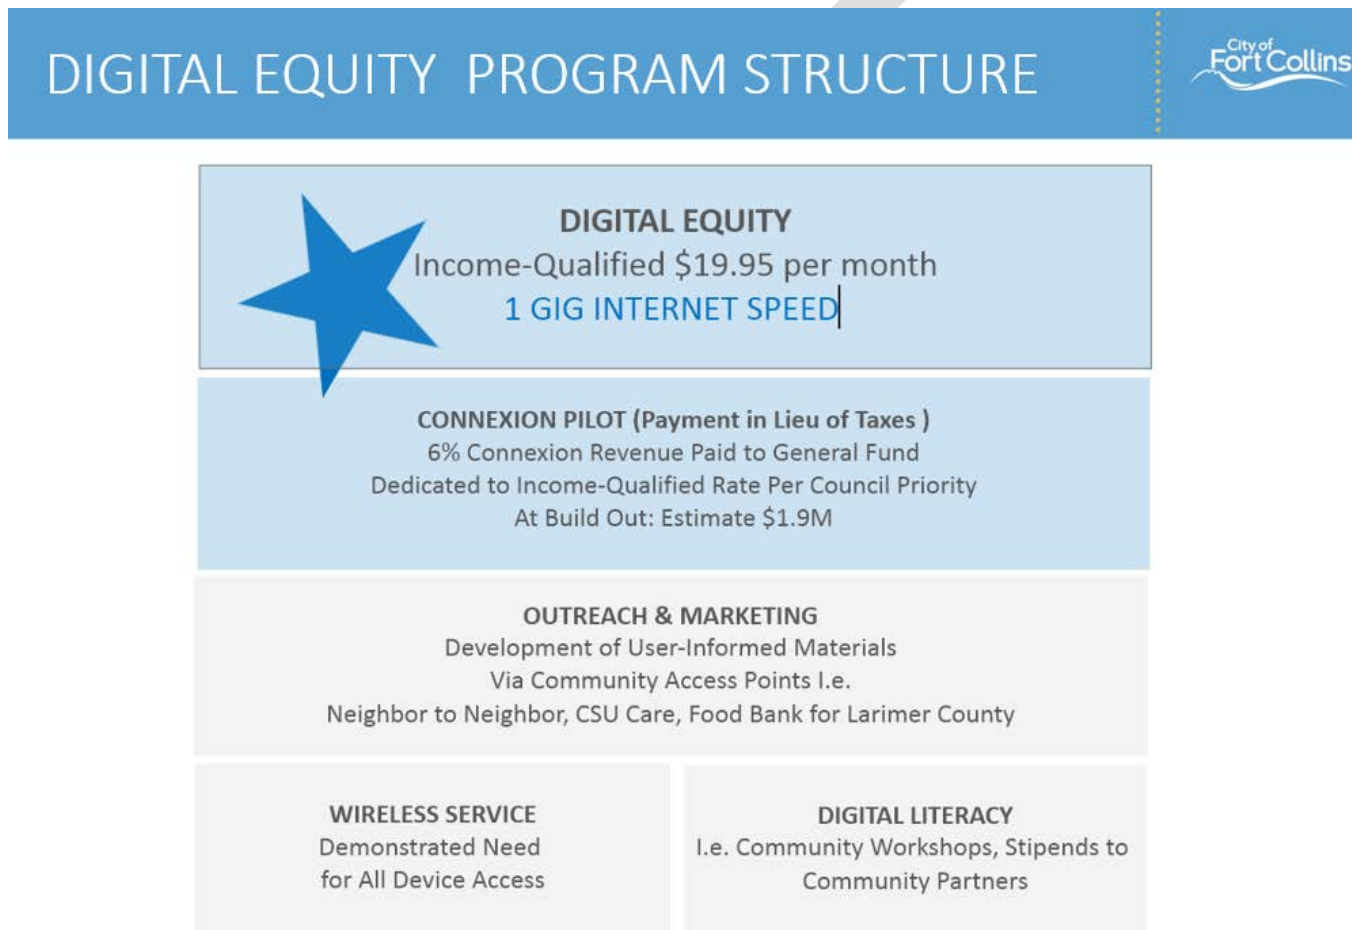 DIGITAL EQUITY PROGRAM STRUCTURE
City of
Fort Collins
DIGITAL EQUITY
Income-Qualified $19.95 per month
1 GIG INTERNET SPEED
CONNEXION PILOT (Payment in Lieu of Taxes )
6% Connexion Revenue Paid to General Fund
Dedicated to Income-Qualified Rate Per Council Priority
At Build Out: Estimate $1.9M
OUTREACH & MARKETING
Development of User-Informed Materials
Via Community Access Points I.e.
Neighbor to Neighbor, CSU Care, Food Bank for Larimer County
WIRELESS SERVICE
Demonstrated Need
for All Device Access
DIGITAL LITERACY
I.e. Community Workshops, Stipends to
Community Partners